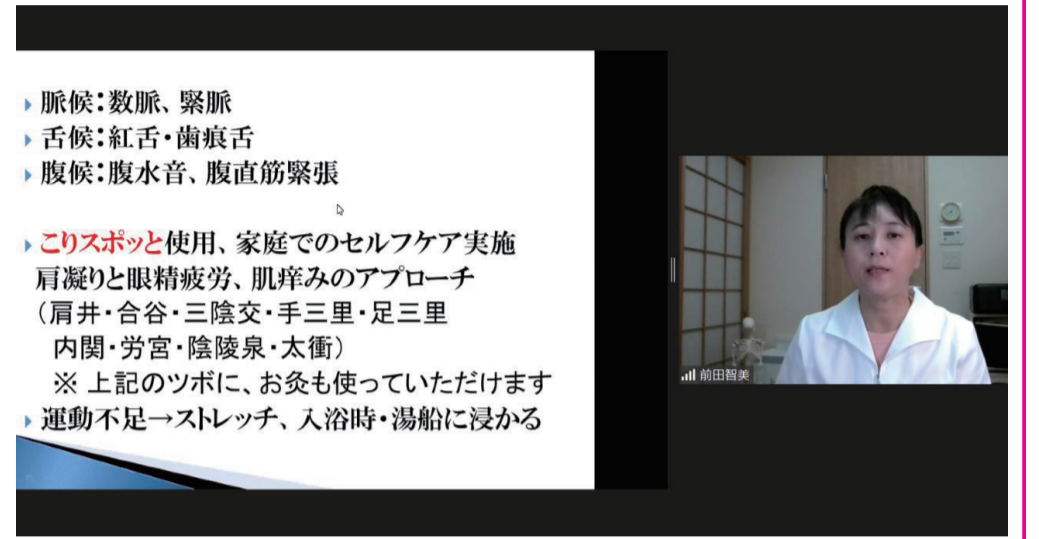 脈候：数脈、緊脈
舌候：紅舌・歯痕舌
腹候：腹水音、腹直筋緊張
こりスポッと使用、家庭でのセルフケア実施
肩凝りと眼精疲労、肌痒みのアプローチ
（肩井・合谷・三陰交・手三里・足三里
内関・労宮・陰陵泉・太衝）
※ 上記のツボに、お灸も使っていただけます
運動不足→ストレッチ、入浴時・湯船に浸かる
前田智美